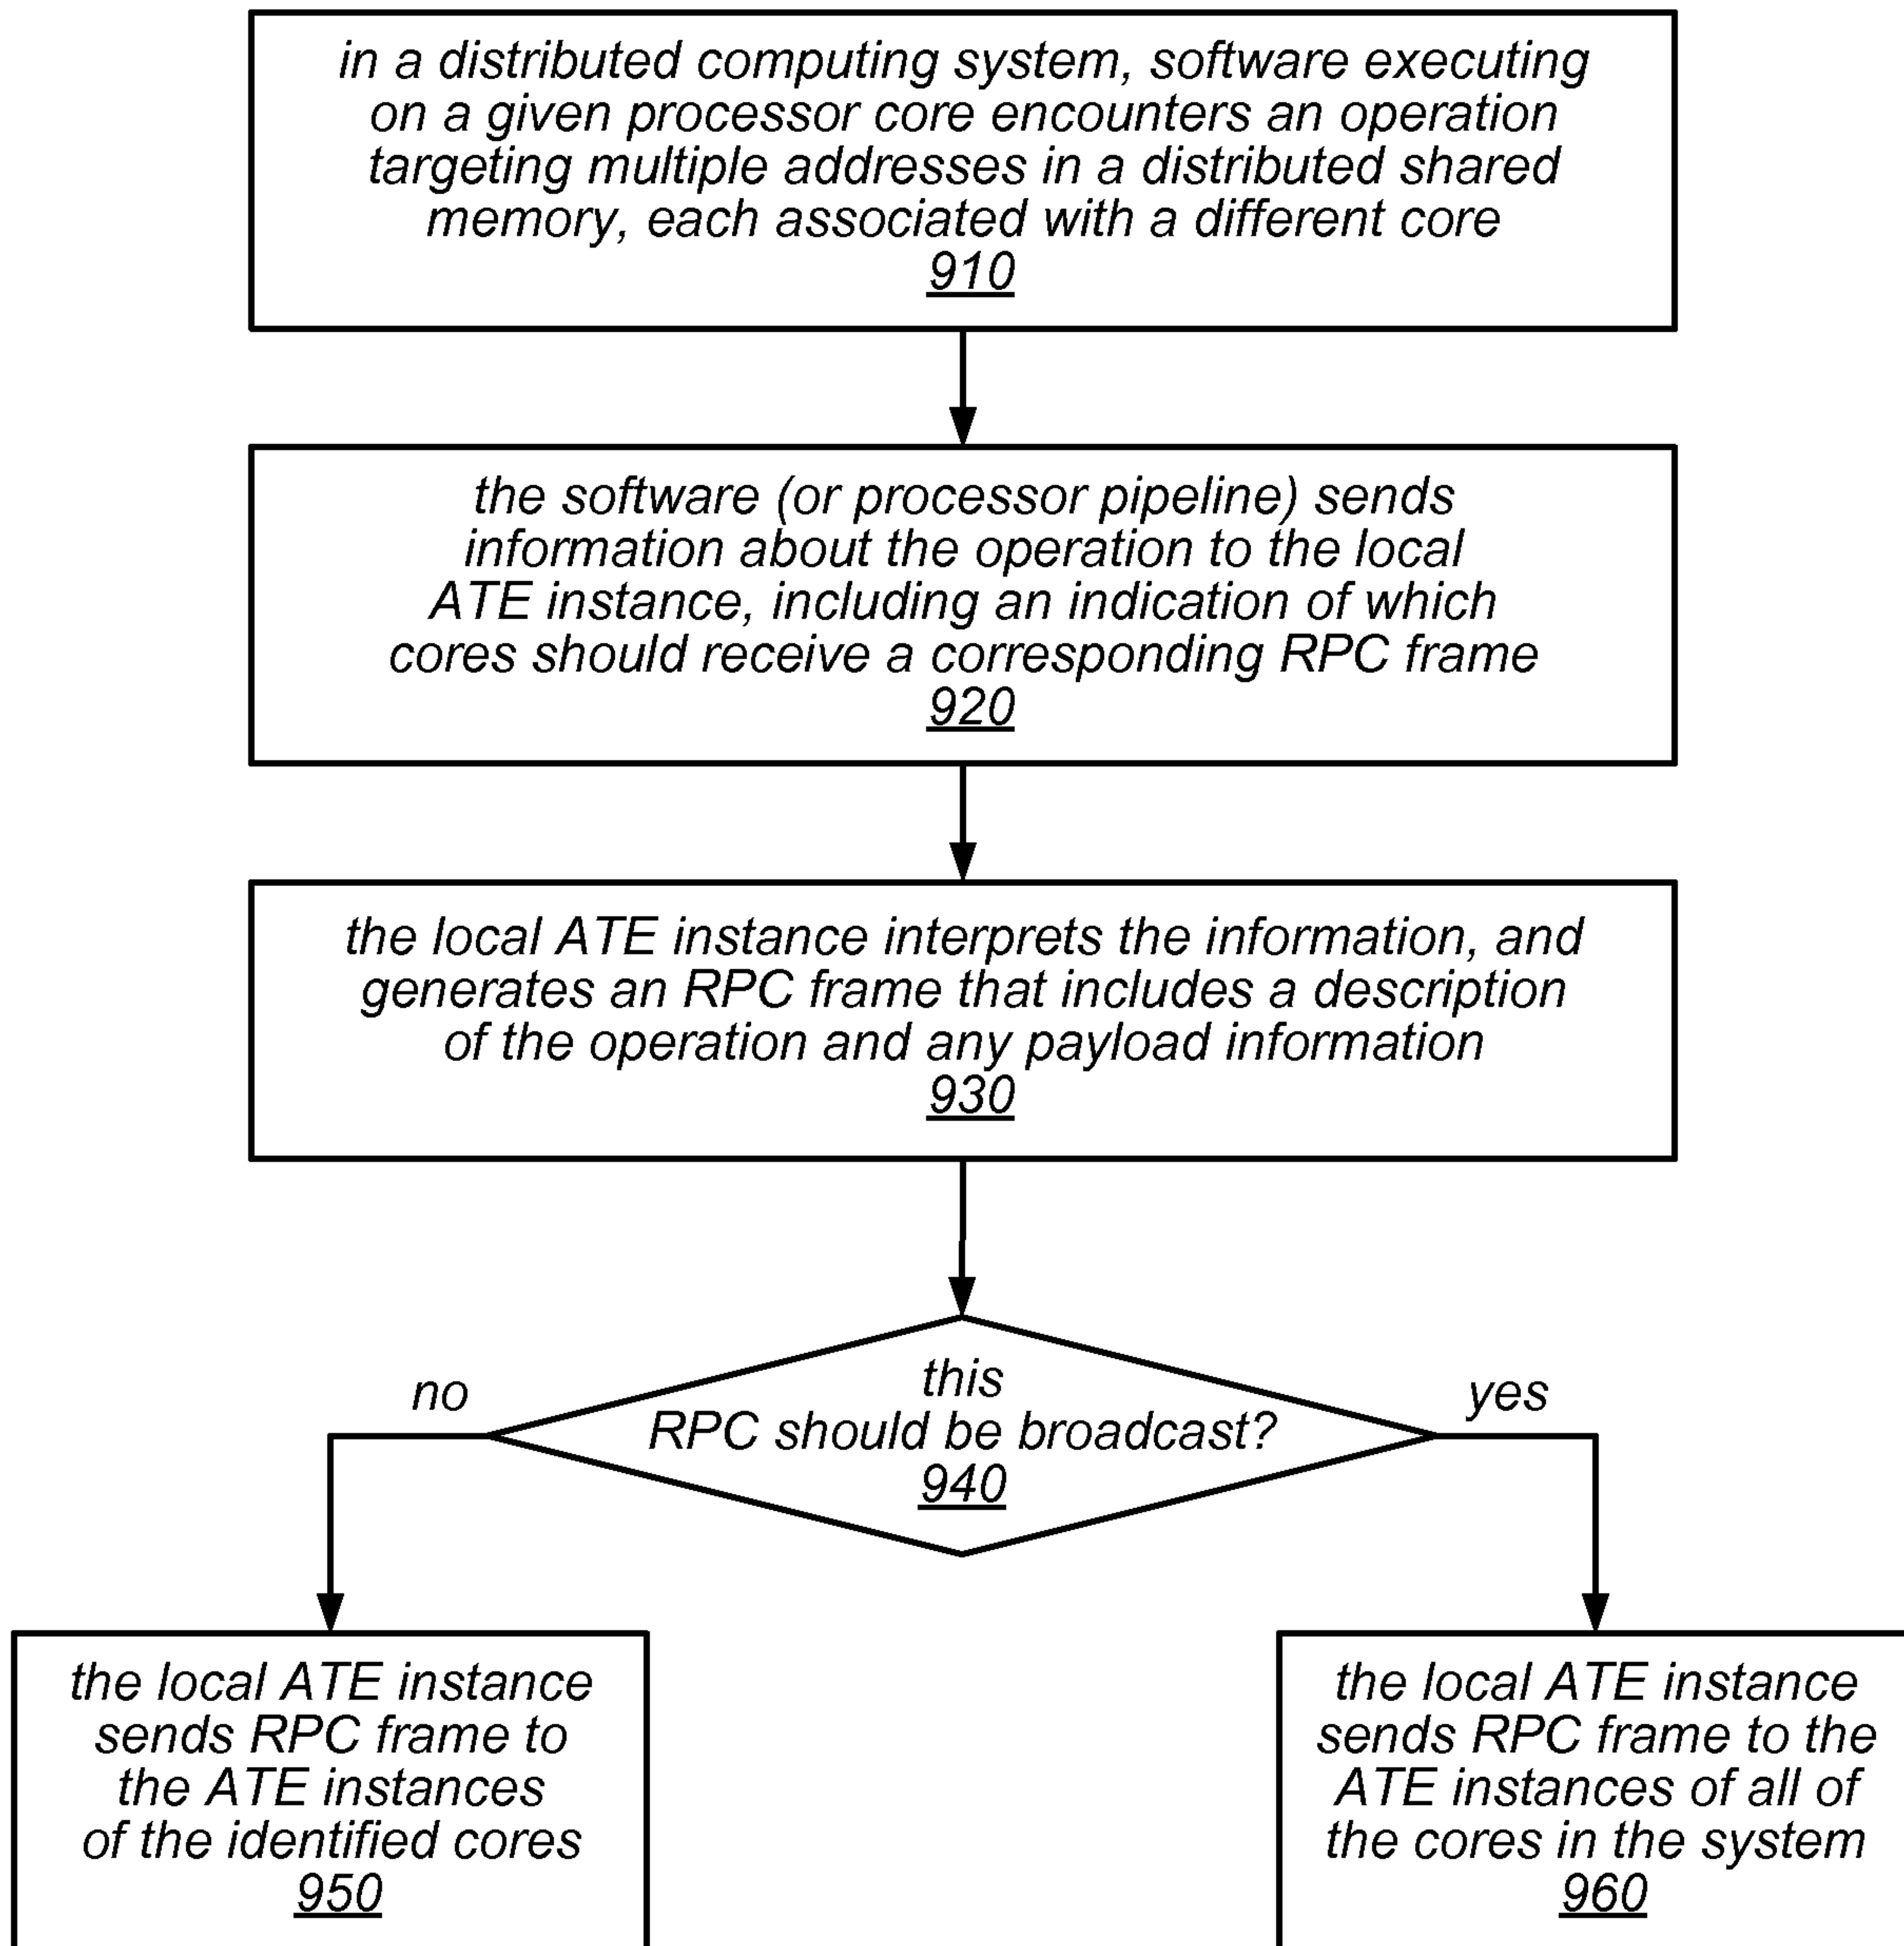 in a distributed computing system, software executing
on a given processor core encounters an operation
targeting multiple addresses in a distributed shared
memory, each associated with a different core
910
the software (or processor pipeline) sends
information about the operation to the local
ATE instance, including an indication of which
cores should receive a corresponding RPC frame
920
the local ATE instance interprets the information, and
generates an RPC frame that includes a description
of the operation and any payload information
930
this
RPC should be broadcast?
940
no
yes
the local ATE instance
sends RPC frame to
the ATE instances
of the identified cores
950
the local ATE instance
sends RPC frame to the
ATE instances of all of
the cores in the system
960